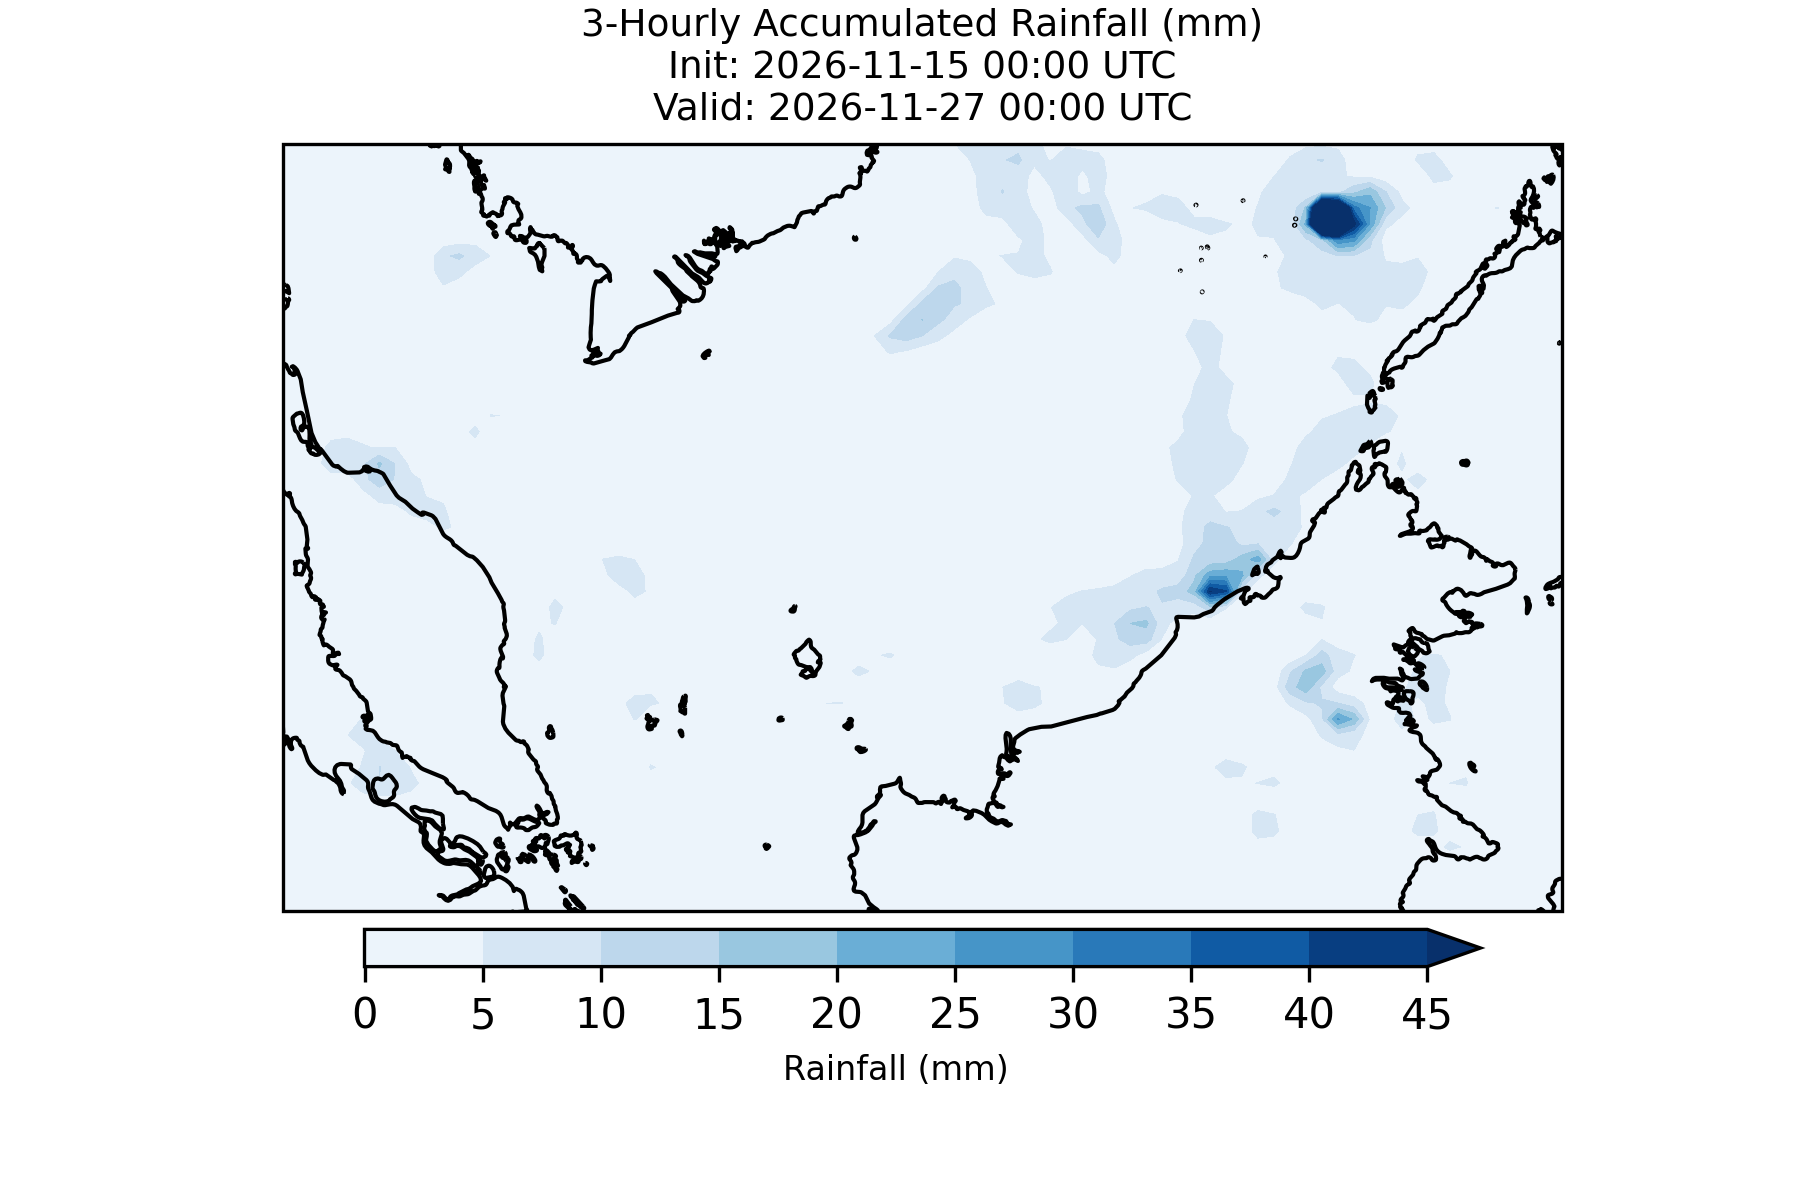 3-Hourly Accumulated Rainfall (mm)
Init: 2026-11-15 00:00 UTC
Valid: 2026-11-27 00:00 UTC
0 5 10 15 20 25 30 35 40 45
Rainfall (mm)